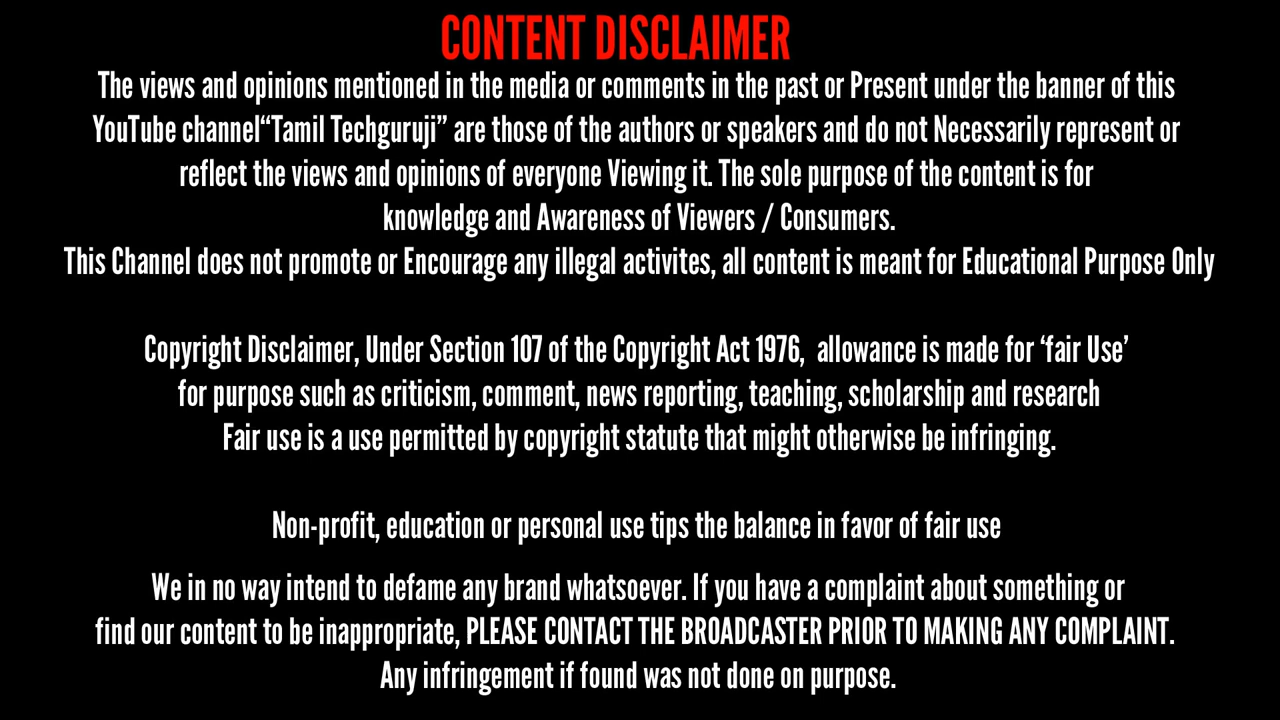 CONTENT DISCLAIMER
The views and opinions mentioned in the media or comments in the past or Present under the banner of this
YouTube channel“Tamil Techguruji” are those of the authors or speakers and do not Necessarily represent or
reflect the views and opinions of everyone Viewing it. The sole purpose of the content is for
knowledge and Awareness of Viewers / Consumers.
This Channel does not promote or Encourage any illegal activites, all content is meant for Educational Purpose Only
Copyright Disclaimer, Under Section 107 of the Copyright Act 1976, allowance is made for ‘fair Use’
for purpose such as criticism, comment, news reporting, teaching, scholarship and research
Fair use is a use permitted by copyright statute that might otherwise be infringing.
Non-profit, education or personal use tips the balance in favor of fair use
We in no way intend to defame any brand whatsoever. If you have a complaint about something or
find our content to be inappropriate, PLEASE CONTACT THE BROADCASTER PRIOR TO MAKING ANY COMPLAINT.
Any infringement if found was not done on purpose.